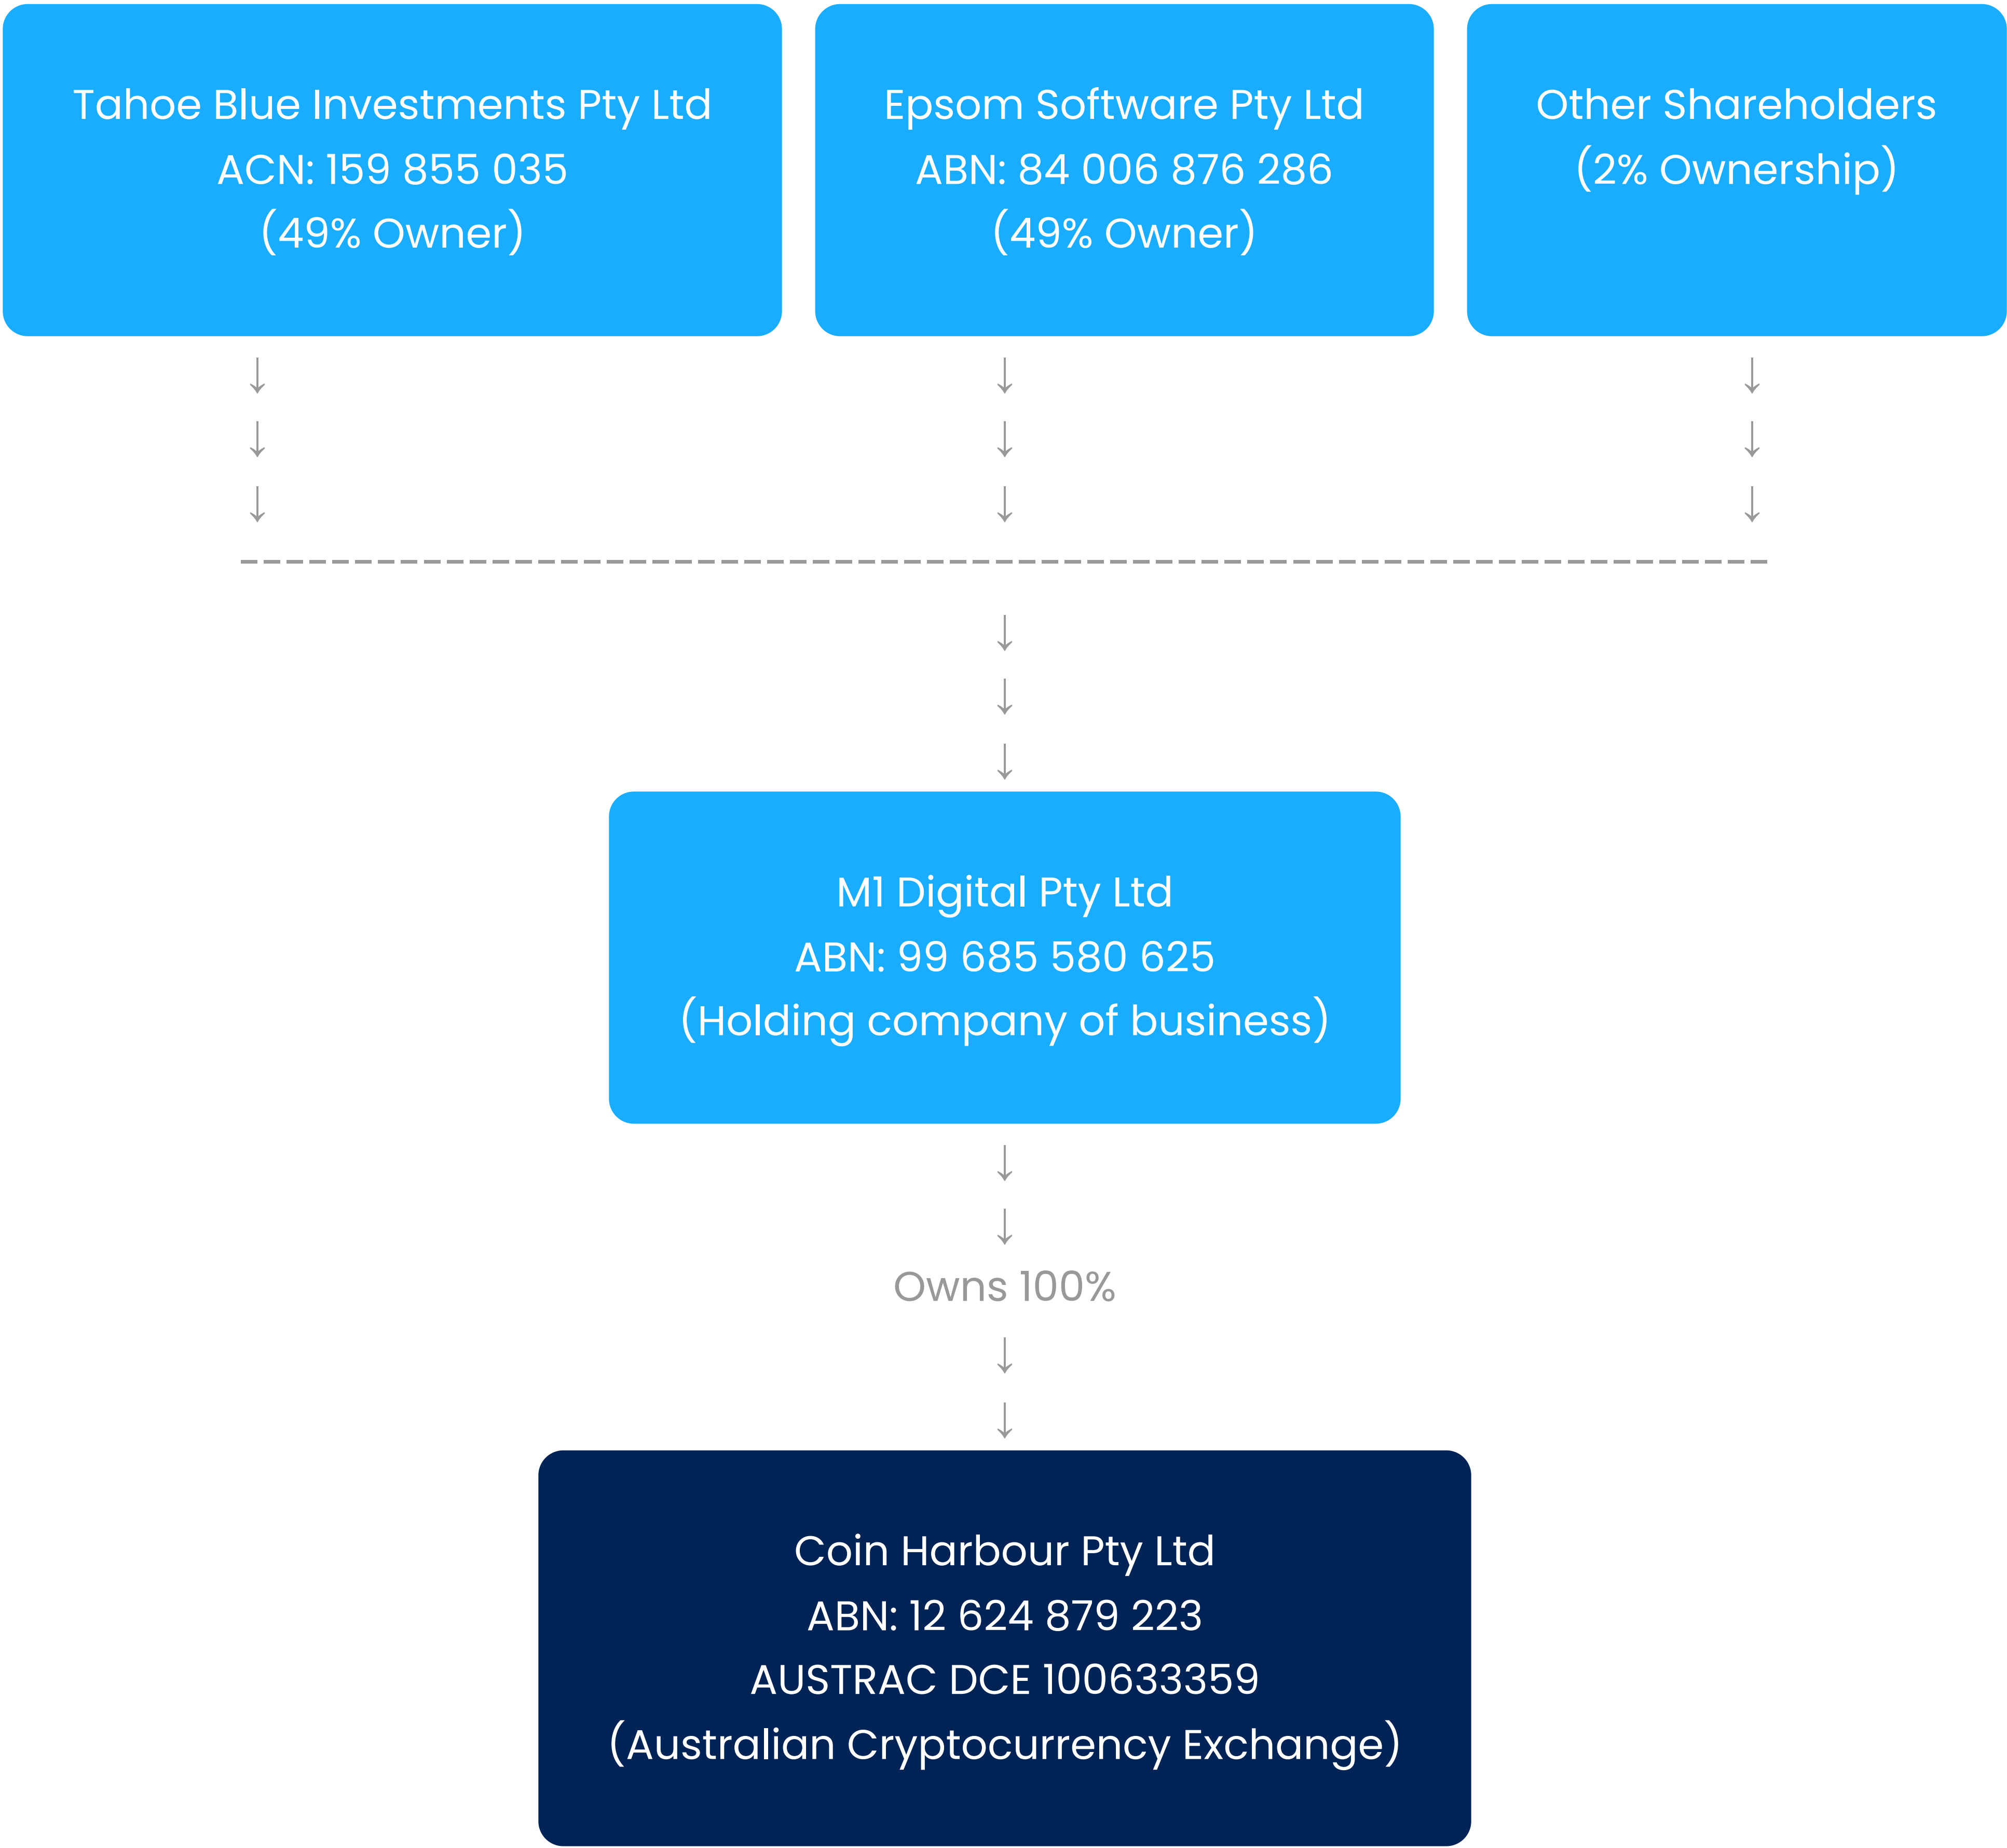 Tahoe Blue Investments Pty Ltd
ACN: 159 855 035
(49% Owner)
Epsom Software Pty Ltd
ABN: 84 006 876 286
(49% Owner)
Other Shareholders
(2% Ownership)
M1 Digital Pty Ltd
ABN: 99 685 580 625
(Holding company of business)
Owns 100%
Coin Harbour Pty Ltd
ABN: 12 624 879 223
AUSTRAC DCE 100633359
(Australian Cryptocurrency Exchange)